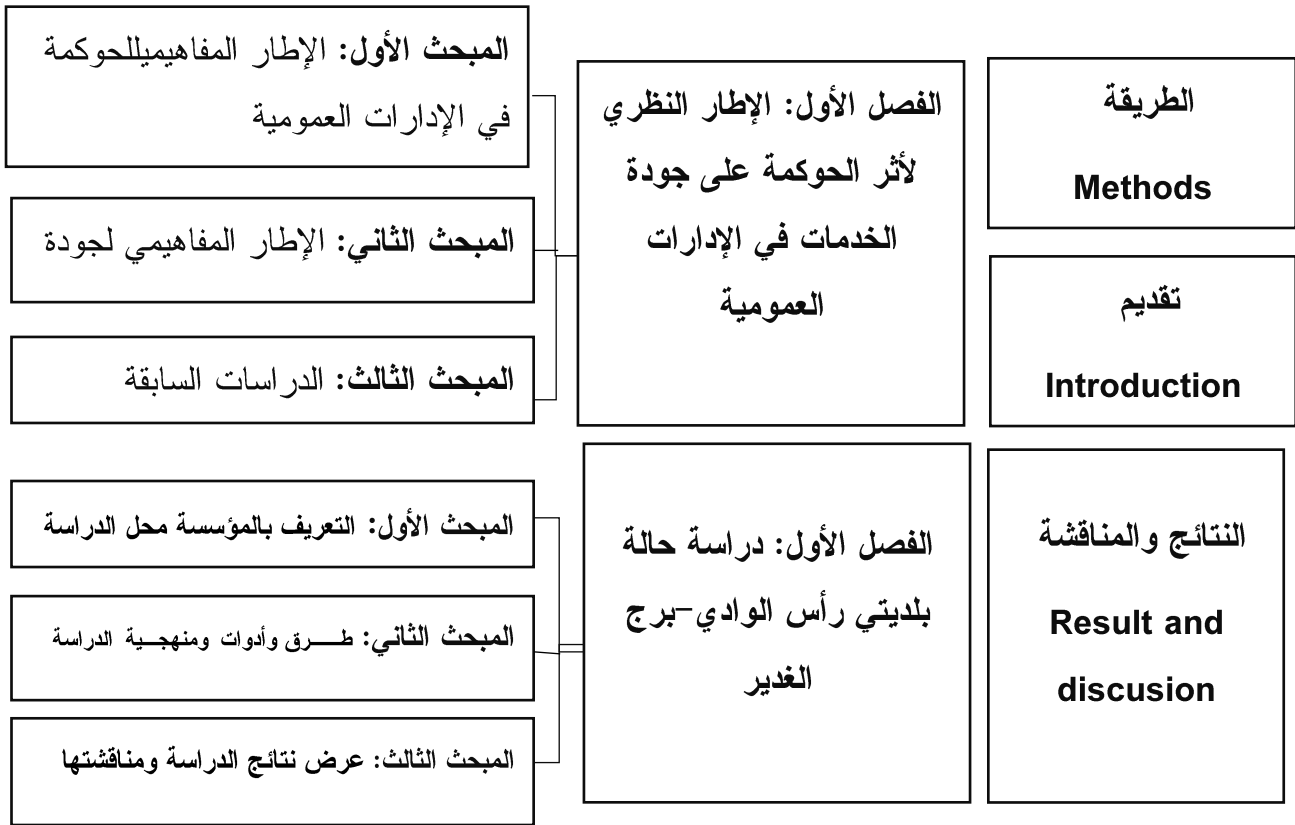 الطريقة
Methods
تقديم
Introduction
النتائج والمناقشة
Result and
discusion
الفصل الأول: الإطار النظري
لأثر الحوكمة على جودة
الخدمات في الإدارات
العمومية
المبحث الأول: الإطار المفاهيميللحوكمة
في الإدارات العمومية
المبحث الثاني: الإطار المفاهيمي لجودة
المبحث الثالث: الدراسات السابقة
الفصل الأول: دراسة حالة
بلديتي رأس الوادي-برج
الغدير
المبحث الأول: التعريف بالمؤسسة محل الدراسة
المبحث الثاني: طـــرق وأدوات ومنهجــية الدراسة
المبحث الثالث: عرض نتائج الدراسة ومناقشتها